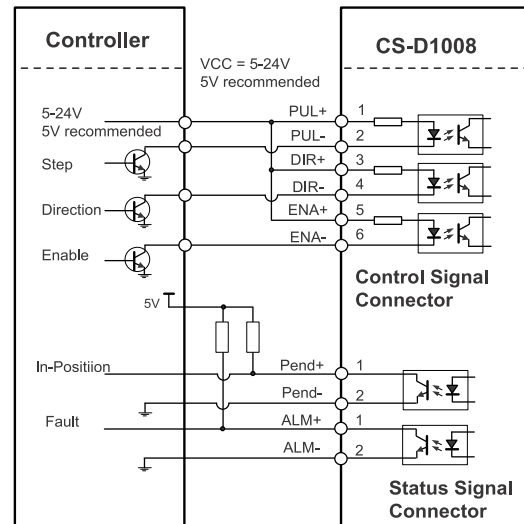 Controller
VCC = 5-24V
5V recommended
CS-D1008
5-24V
5V recommended
PUL+ 1
PUL- 2
Step
DIR+ 3
DIR- 4
Direction
ENA+ 5
ENA- 6
Enable
Control Signal
Connector
5V
In-Positiion
Pend+ 1
Pend- 2
Fault
ALM+ 1
ALM- 2
Status Signal
Connector